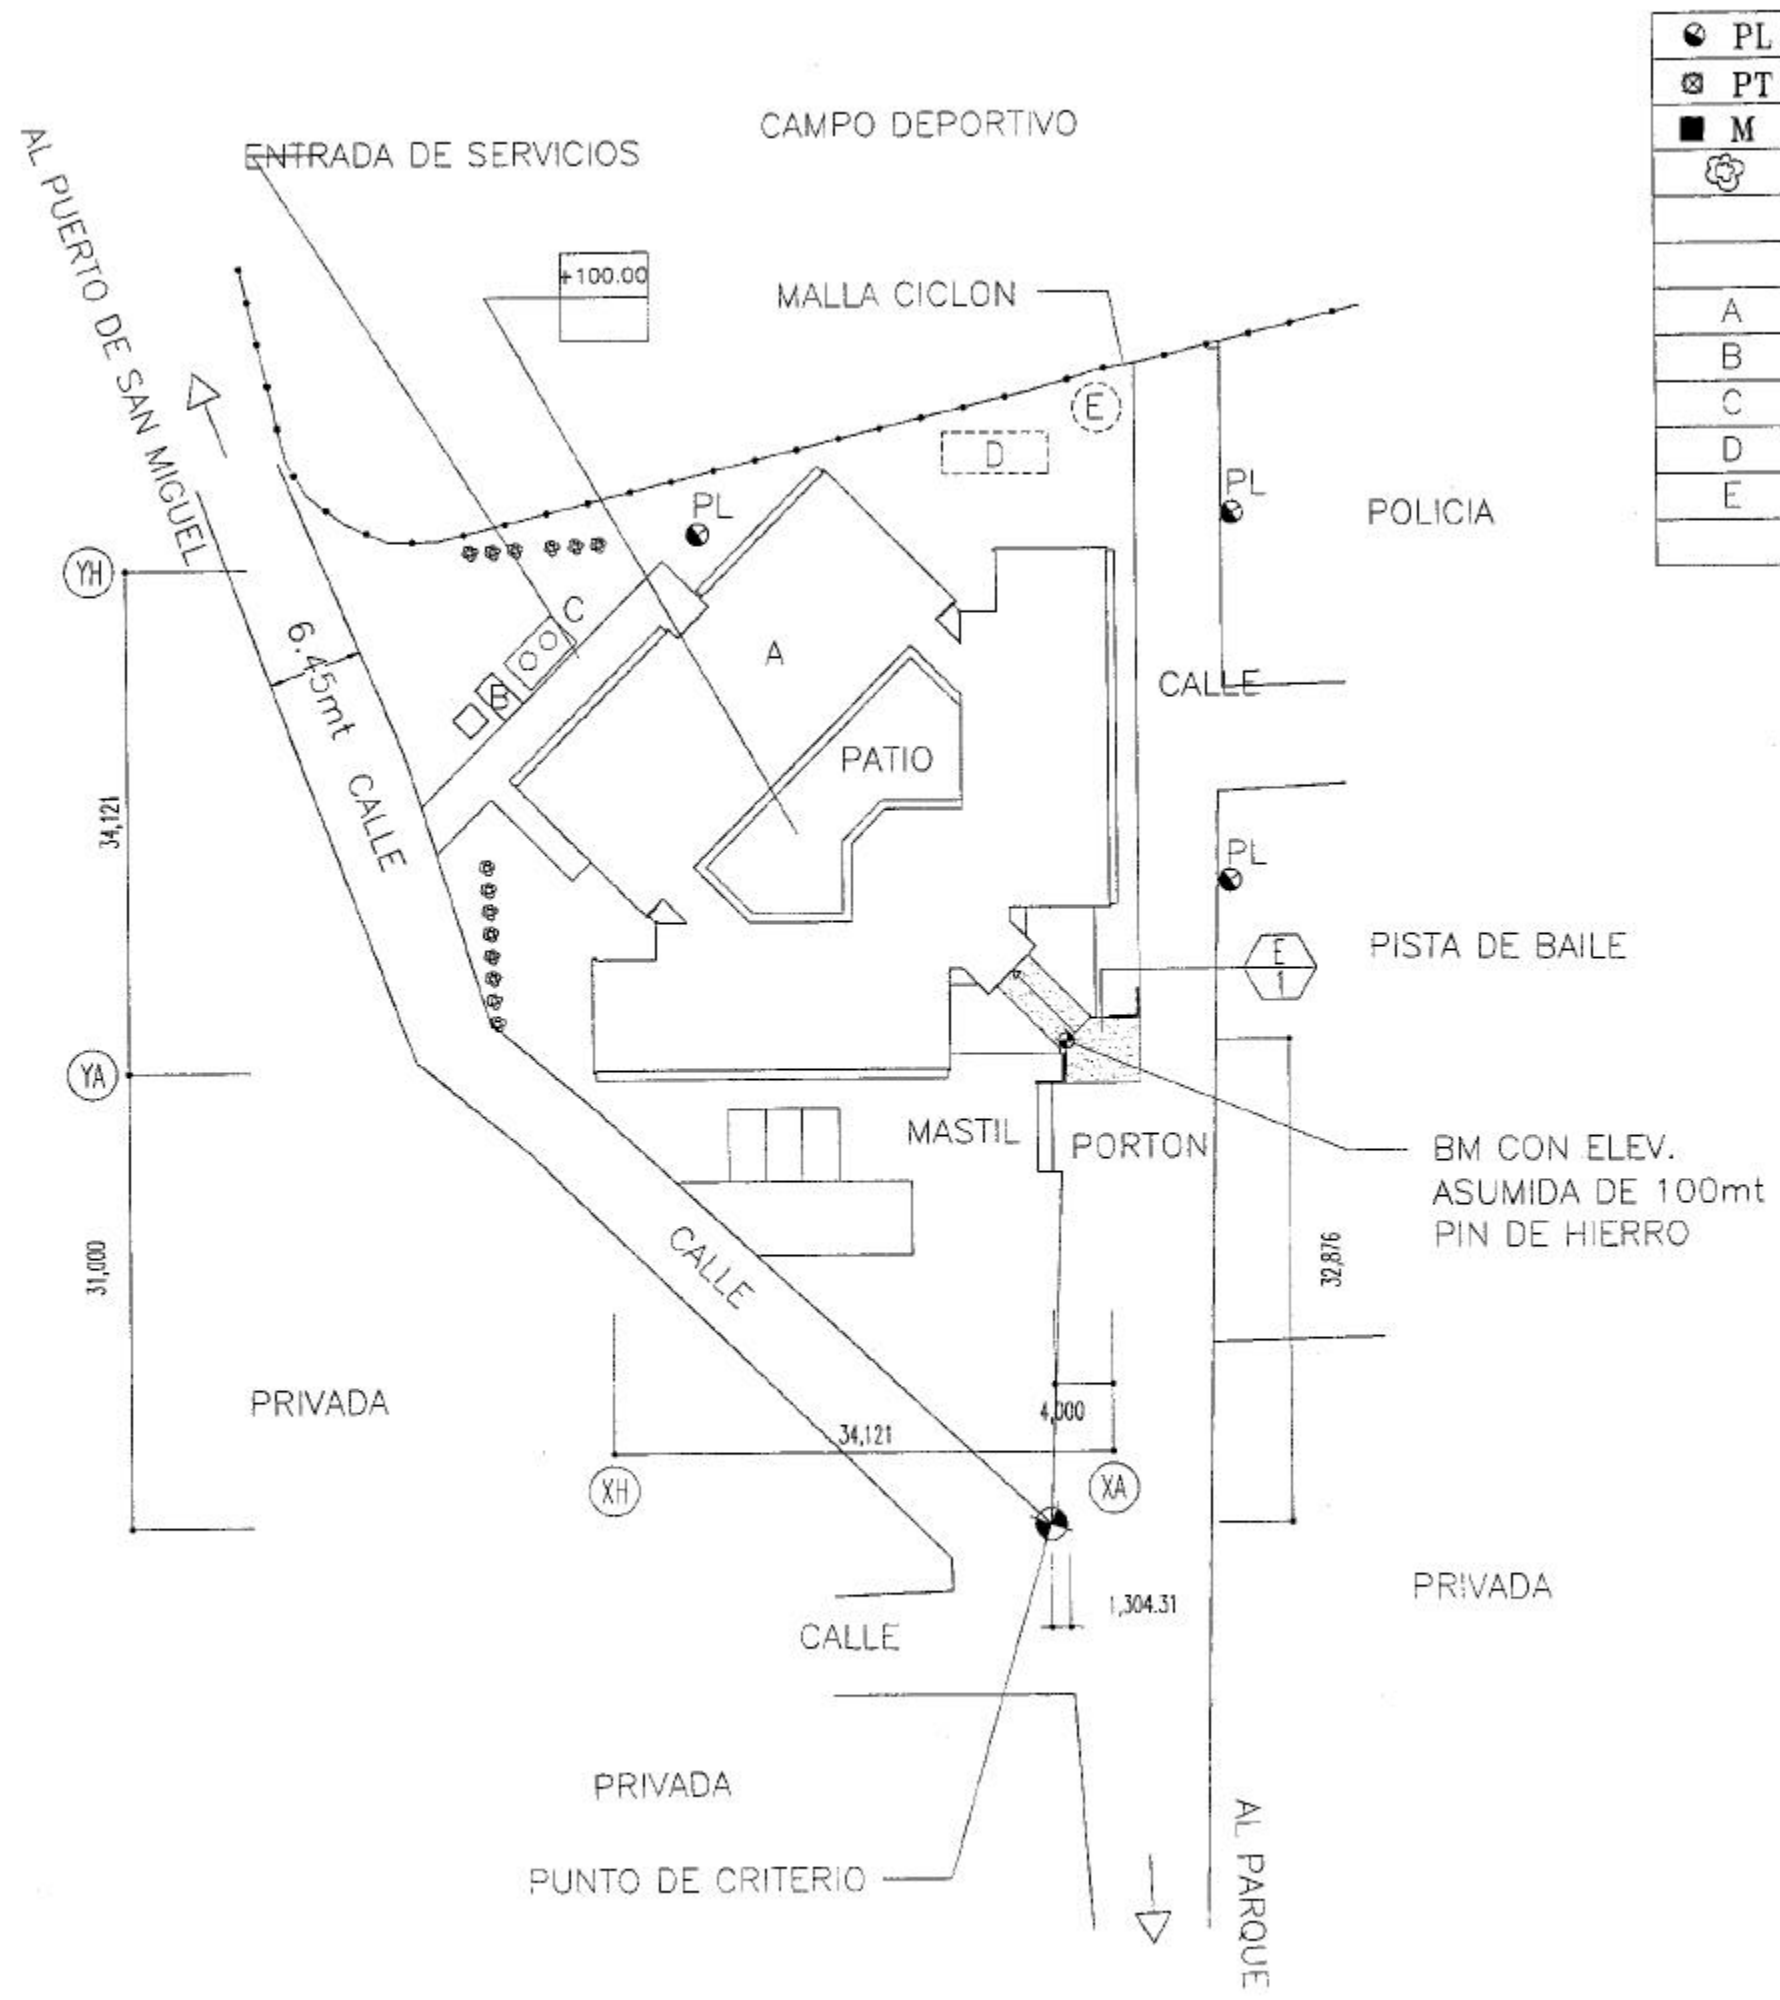 PL
PT
M
A
B
C
D
E
CAMPO DEPORTIVO
ENTRADA DE SERVICIOS
AL PUERTO DE SAN MIGUEL
+100.00
MALLA CICLON
E
D
PL
PL
POLICIA
YH
C
6.45mt CALLE
B
A
CALLE
PATIO
34,121
PL
PISTA DE BAILE
E
1
YA
MASTIL
PORTON
BM CON ELEV.
ASUMIDA DE 100mt
PIN DE HIERRO
31,000
CALLE
32,876
PRIVADA
4,000
34,121
XH
XA
PRIVADA
1,304.31
CALLE
PRIVADA
PUNTO DE CRITERIO
AL PARQUE